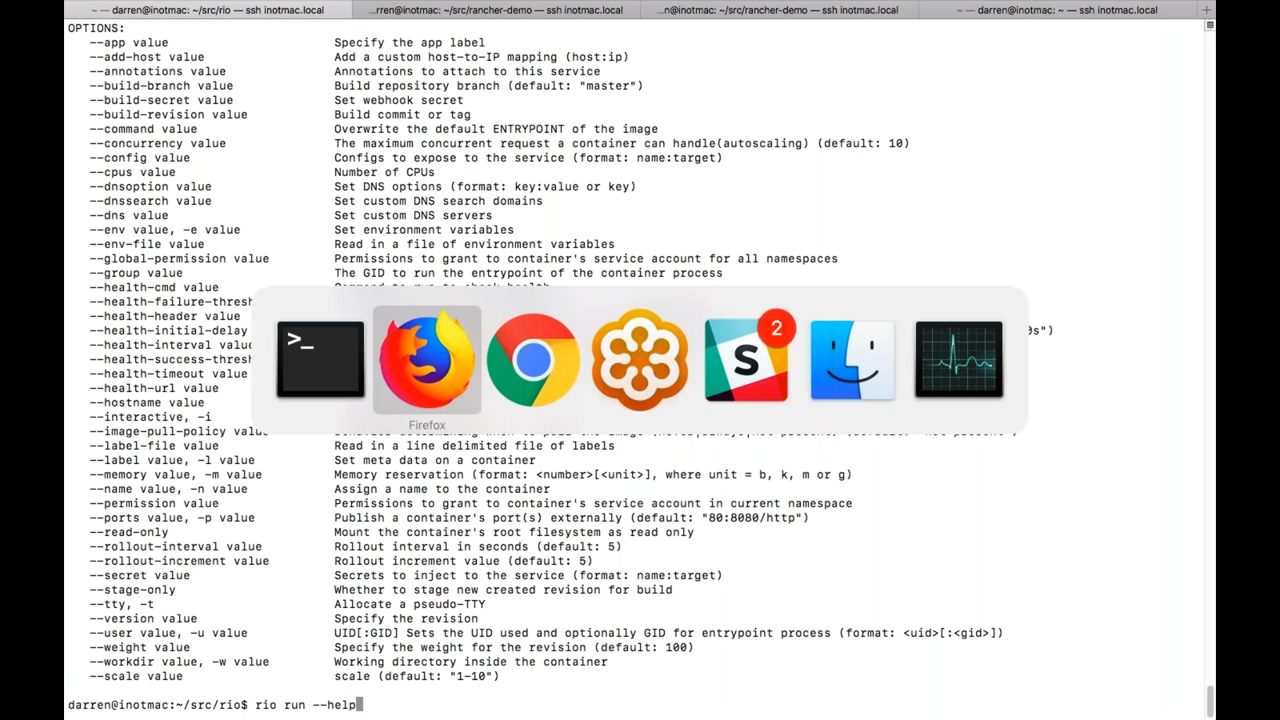 ~ — darren@inotmac: ~/src/rio — ssh inotmac.local
...rren@inotmac: ~/src/rancher-demo — ssh inotmac.local
...n@inotmac: ~/src/rancher-demo — ssh inotmac.local
~ — darren@inotmac: ~ — ssh inotmac.local
OPTIONS:
--app value Specify the app label
--add-host value Add a custom host-to-IP mapping (host:ip)
--annotations value Annotations to attach to this service
--build-branch value Build repository branch (default: "master")
--build-secret value Set webhook secret
--build-revision value Build commit or tag
--command value Overwrite the default ENTRYPOINT of the image
--concurrency value The maximum concurrent request a container can handle(autoscaling) (default: 10)
--config value Configs to expose to the service (format: name:target)
--cpus value Number of CPUs
--dnsoption value Set DNS options (format: key:value or key)
--dnssearch value Set custom DNS search domains
--dns value Set custom DNS servers
--env value, -e value Set environment variables
--env-file value Read in a file of environment variables
--global-permission value Permissions to grant to container's service account for all namespaces
--group value The GID to run the entrypoint of the container process
--health-cmd value
--health-failure-thresh
--health-header value
--health-initial-delay 0s")
--health-interval value
--health-success-thresh
--health-timeout value
--health-url value
--hostname value
--interactive, -i
--image-pull-policy value
2
>_
S
Firefox
--label-file value Read in a line delimited file of labels
--label value, -l value Set meta data on a container
--memory value, -m value Memory reservation (format: <number>[<unit>], where unit = b, k, m or g)
--name value, -n value Assign a name to the container
--permission value Permissions to grant to container's service account in current namespace
--ports value, -p value Publish a container's port(s) externally (default: "80:8080/http")
--read-only Mount the container's root filesystem as read only
--rollout-interval value Rollout interval in seconds (default: 5)
--rollout-increment value Rollout increment value (default: 5)
--secret value Secrets to inject to the service (format: name:target)
--stage-only Whether to stage new created revision for build
--tty, -t Allocate a pseudo-TTY
--version value Specify the revision
--user value, -u value UID[:GID] Sets the UID used and optionally GID for entrypoint process (format: <uid>[:<gid>])
--weight value Specify the weight for the revision (default: 100)
--workdir value, -w value Working directory inside the container
--scale value scale (default: "1-10")
darren@inotmac:~/src/rio$ rio run --help